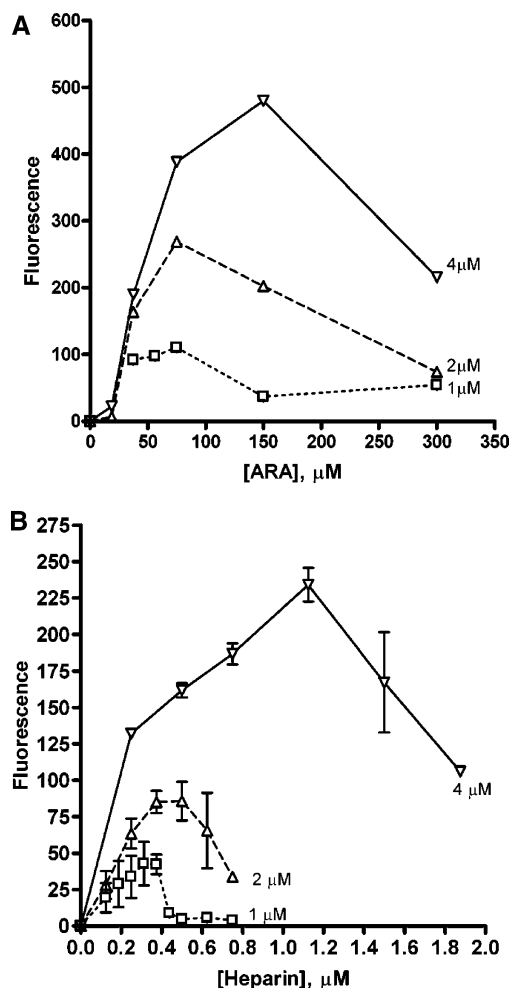 A
600
500
400
300
200
100
0
Fluorescence
4μM
2μM
1μM
0 50 100 150 200 250 300 350
[ARA], μM
B
275
250
225
200
175
150
125
100
75
50
25
0
Fluorescence
4 μM
2 μM
1 μM
0.0 0.2 0.4 0.6 0.8 1.0 1.2 1.4 1.6 1.8 2.0
[Heparin], μM